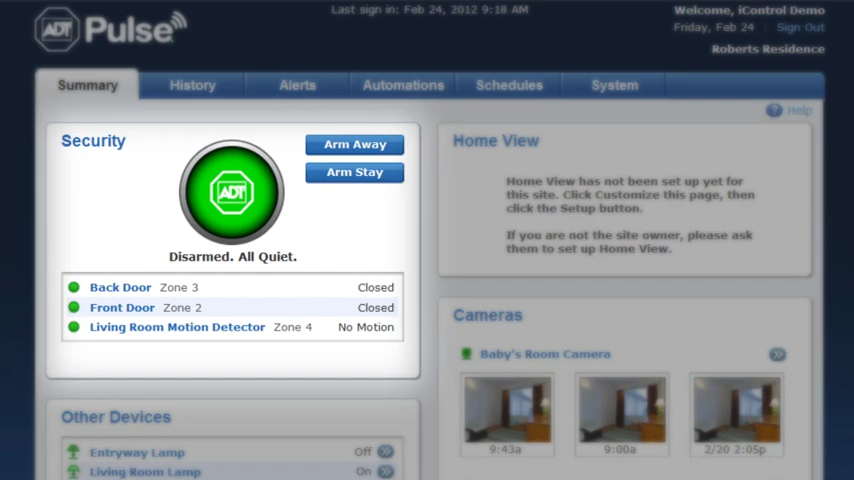 ADT Pulse
Last sign in: Feb 24, 2012 9:18 AM
Welcome, iControl Demo
Friday, Feb 24 | Sign Out
Roberts Residence
Summary History Alerts Automations Schedules System
? Help
Security
Arm Away
Arm Stay
ADT
Disarmed. All Quiet.
Back Door Zone 3 Closed
Front Door Zone 2 Closed
Living Room Motion Detector Zone 4 No Motion
Other Devices
Entryway Lamp Off
Living Room Lamp On
Home View
Home View has not been set up yet for
this site. Click Customize this page, then
click the Setup button.
If you are not the site owner, please ask
them to set up Home View.
Cameras
Baby's Room Camera
9:43a 9:00a 2/20 2:05p